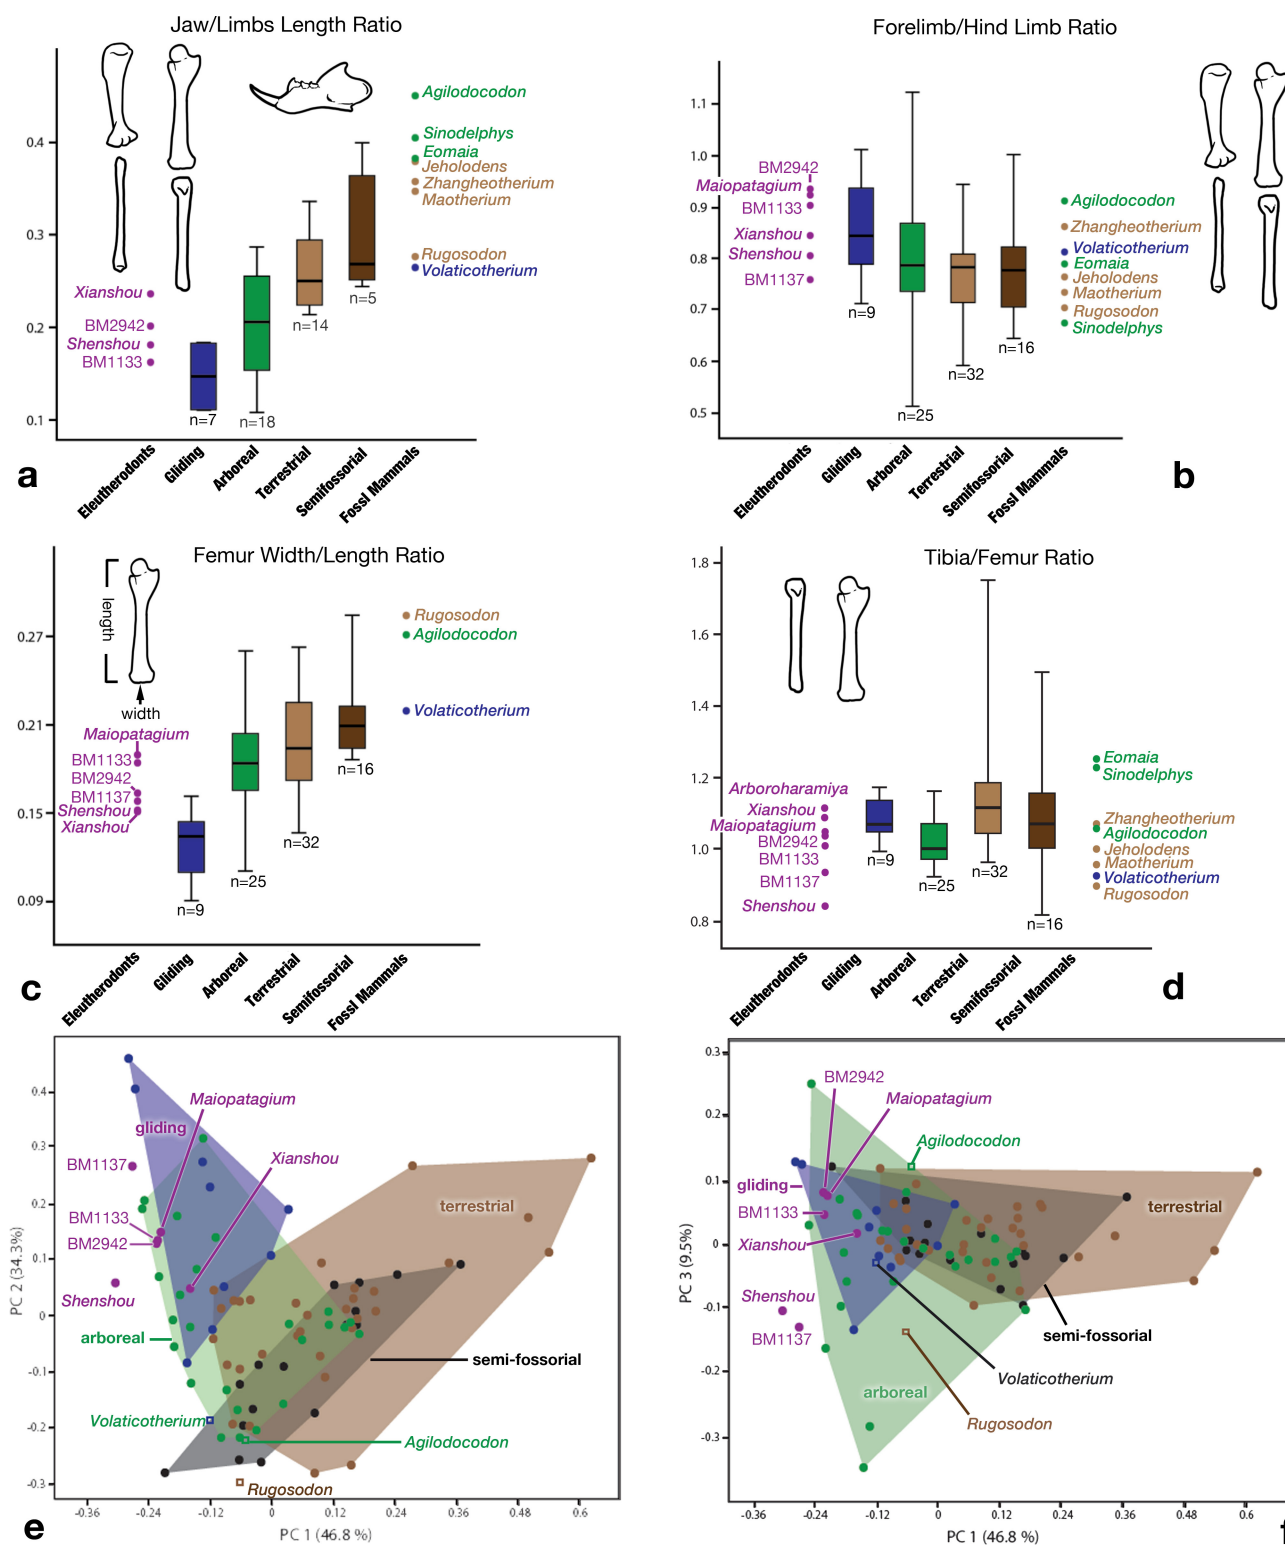 Jaw/Limbs Length Ratio
Agilodocodon
Sinodelphys
Eomaia
Jeholodens
Zhangheotherium
Maotherium
Rugosodon
Volaticotherium
0.4
0.3
0.2
0.1
Xianshou
BM2942
Shenshou
BM1133
n=7
n=18
n=14
n=5
Eleutherodonts
Gliding
Arboreal
Terrestrial
Semifossorial
Fossl Mammals
a
Forelimb/Hind Limb Ratio
1.1
1.0
0.9
0.8
0.7
0.6
0.5
BM2942
Maiopatagium
BM1133
Xianshou
Shenshou
BM1137
n=9
n=25
n=32
n=16
Agilodocodon
Zhangheotherium
Volaticotherium
Eomaia
Jeholodens
Maotherium
Rugosodon
Sinodelphys
Eleutherodonts
Gliding
Arboreal
Terrestrial
Semifossorial
Fossl Mammals
b
Femur Width/Length Ratio
length
width
0.27
0.21
0.15
0.09
Maiopatagium
BM1133
BM2942
BM1137
Shenshou
Xianshou
n=9
n=25
n=32
n=16
Rugosodon
Agilodocodon
Volaticotherium
Eleutherodonts
Gliding
Arboreal
Terrestrial
Semifossorial
Fossl Mammals
c
Tibia/Femur Ratio
1.8
1.6
1.4
1.2
1.0
0.8
Arboroharamiya
Xianshou
Maiopatagium
BM2942
BM1133
BM1137
Shenshou
n=9
n=25
n=32
n=16
Eomaia
Sinodelphys
Zhangheotherium
Agilodocodon
Jeholodens
Maotherium
Volaticotherium
Rugosodon
Eleutherodonts
Gliding
Arboreal
Terrestrial
Semifossorial
Fossl Mammals
d
PC 2 (34.3%)
0.4
0.3
0.2
0.1
0
-0.1
-0.2
-0.3
Maiopatagium
gliding
BM1137
Xianshou
terrestrial
BM1133
BM2942
Shenshou
arboreal
semi-fossorial
Volaticotherium
Agilodocodon
Rugosodon
-0.36
-0.24
-0.12
0
0.12
0.24
0.36
0.48
0.6
PC 1 (46.8 %)
e
PC 3 (9.5%)
0.3
0.2
0.1
0
-0.1
-0.2
-0.3
BM2942
Maiopatagium
Agilodocodon
gliding
BM1133
terrestrial
Xianshou
Shenshou
BM1137
semi-fossorial
Volaticotherium
arboreal
Rugosodon
-0.36
-0.24
-0.12
0
0.12
0.24
0.36
0.48
0.6
PC 1 (46.8 %)